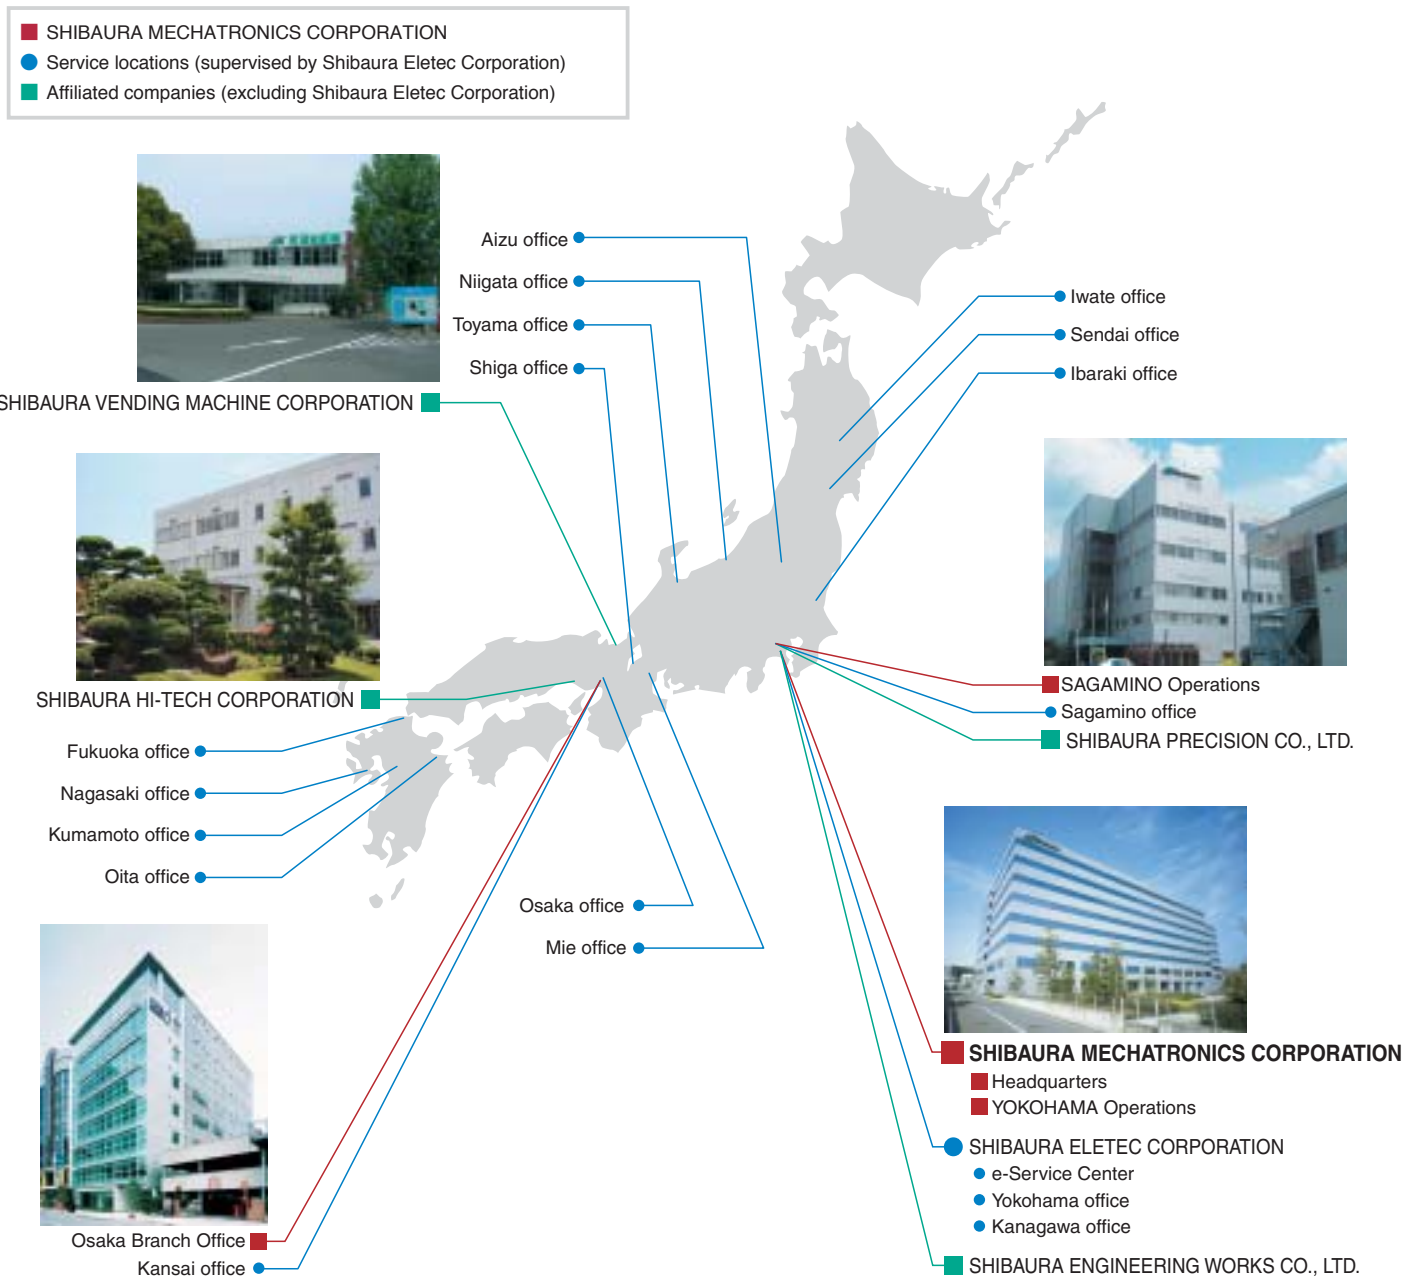 SHIBAURA MECHATRONICS CORPORATION
Service locations (supervised by Shibaura Eletec Corporation)
Affiliated companies (excluding Shibaura Eletec Corporation)
Aizu office
Niigata office
Toyama office
Shiga office
SHIBAURA VENDING MACHINE CORPORATION
Iwate office
Sendai office
Ibaraki office
SHIBAURA HI-TECH CORPORATION
Fukuoka office
Nagasaki office
Kumamoto office
Oita office
SAGAMINO Operations
Sagamino office
SHIBAURA PRECISION CO., LTD.
Osaka office
Mie office
Osaka Branch Office
Kansai office
SHIBAURA MECHATRONICS CORPORATION
Headquarters
YOKOHAMA Operations
SHIBAURA ELETEC CORPORATION
e-Service Center
Yokohama office
Kanagawa office
SHIBAURA ENGINEERING WORKS CO., LTD.